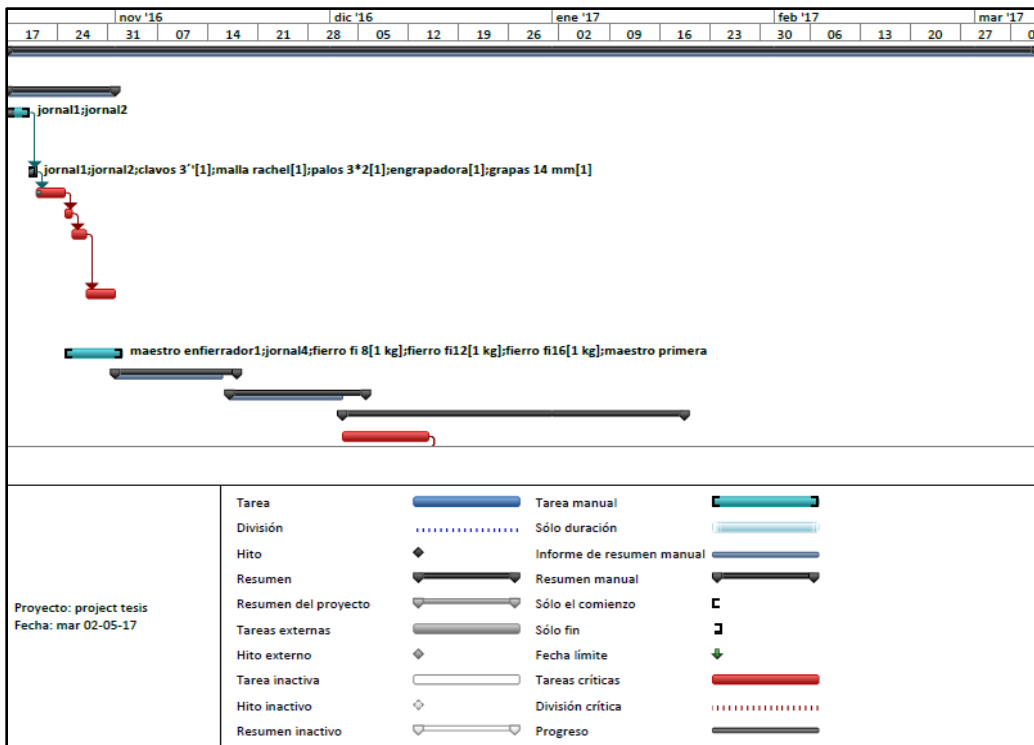 nov '16 dic '16 ene '17 feb '17 mar '17
17 24 31 07 14 21 28 05 12 19 26 02 09 16 23 30 06 13 20 27
jornal1;jornal2
jornal1;jornal2;clavos 3´'[1];malla rachel[1];palos 3*2[1];engrapadora[1];grapas 14 mm[1]
maestro enfierrador1;jornal4;fierro fi 8[1 kg];fierro fi12[1 kg];fierro fi16[1 kg];maestro primera
Proyecto: project tesis
Fecha: mar 02-05-17
Tarea
División
Hito
Resumen
Resumen del proyecto
Tareas externas
Hito externo
Tarea inactiva
Hito inactivo
Resumen inactivo
Tarea manual
Sólo duración
Informe de resumen manual
Resumen manual
Sólo el comienzo
Sólo fin
Fecha límite
Tareas críticas
División crítica
Progreso